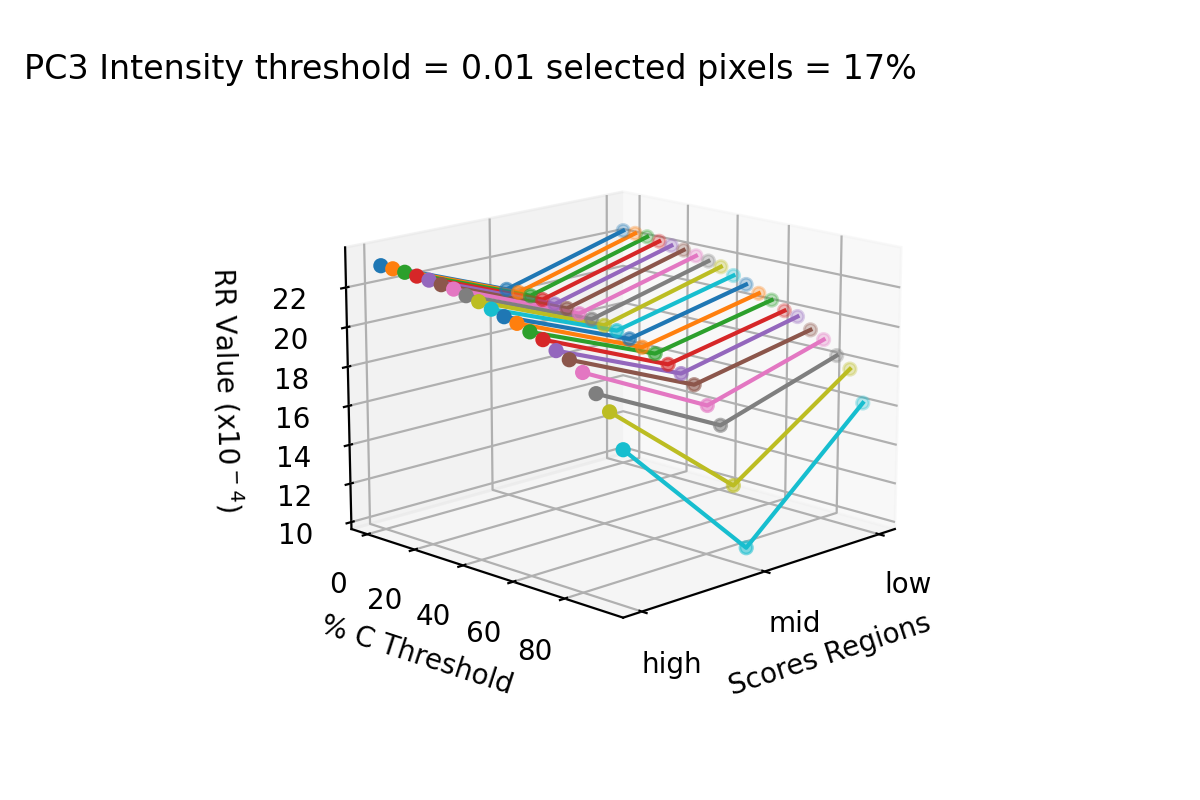 PC3 Intensity threshold = 0.01 selected pixels = 17%
RR Value (x10⁻⁴)
22
20
18
16
14
12
10
0
20
40
60
80
% C Threshold
high
mid
low
Scores Regions